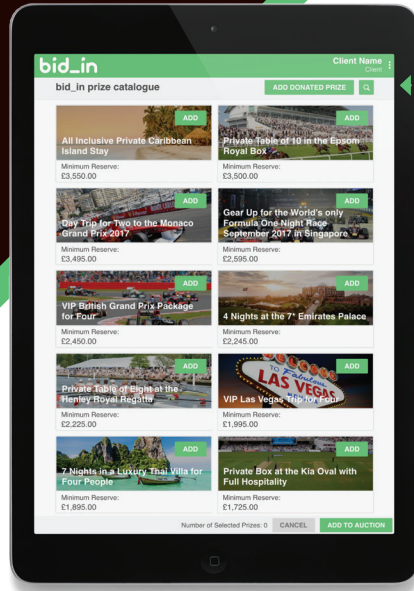 bid_in
Client Name
Client
bid_in prize catalogue
ADD DONATED PRIZE
ADD
All Inclusive Private Caribbean
Island Stay
Minimum Reserve:
£3,550.00
ADD
Private Table of 10 in the Epsom
Royal Box
Minimum Reserve:
£3,500.00
ADD
Day Trip for Two to the Monaco
Grand Prix 2017
Minimum Reserve:
£3,495.00
ADD
Gear Up for the World's only
Formula One Night Race
September 2017 in Singapore
Minimum Reserve:
£2,595.00
ADD
VIP British Grand Prix Package
for Four
Minimum Reserve:
£2,450.00
ADD
4 Nights at the 7* Emirates Palace
Minimum Reserve:
£2,245.00
ADD
Private Table of Eight at the
Henley Royal Regatta
Minimum Reserve:
£2,225.00
ADD
TO Fabulous
LAS VEGAS
VIP Las Vegas Trip for Four
Minimum Reserve:
£1,995.00
ADD
7 Nights in a Luxury Thai Villa for
Four People
Minimum Reserve:
£1,895.00
ADD
Private Box at the Kia Oval with
Full Hospitality
Minimum Reserve:
£1,725.00
Number of Selected Prizes: 0
CANCEL
ADD TO AUCTION